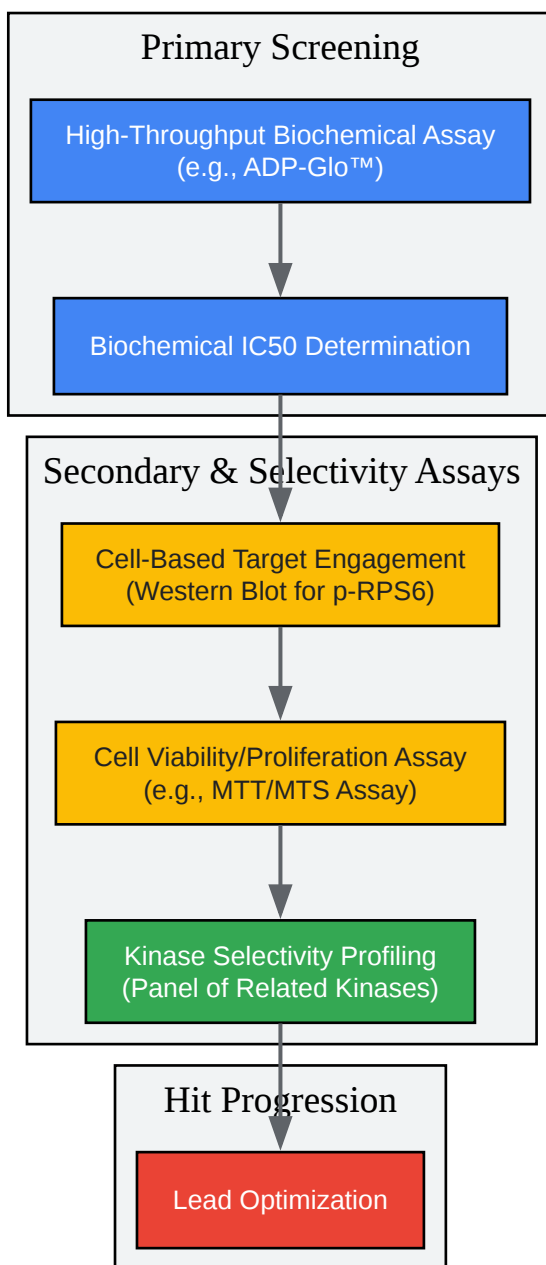 Primary Screening
High-Throughput Biochemical Assay
(e.g., ADP-Glo™)
Biochemical IC50 Determination
Secondary & Selectivity Assays
Cell-Based Target Engagement
(Western Blot for p-RPS6)
Cell Viability/Proliferation Assay
(e.g., MTT/MTS Assay)
Kinase Selectivity Profiling
(Panel of Related Kinases)
Hit Progression
Lead Optimization